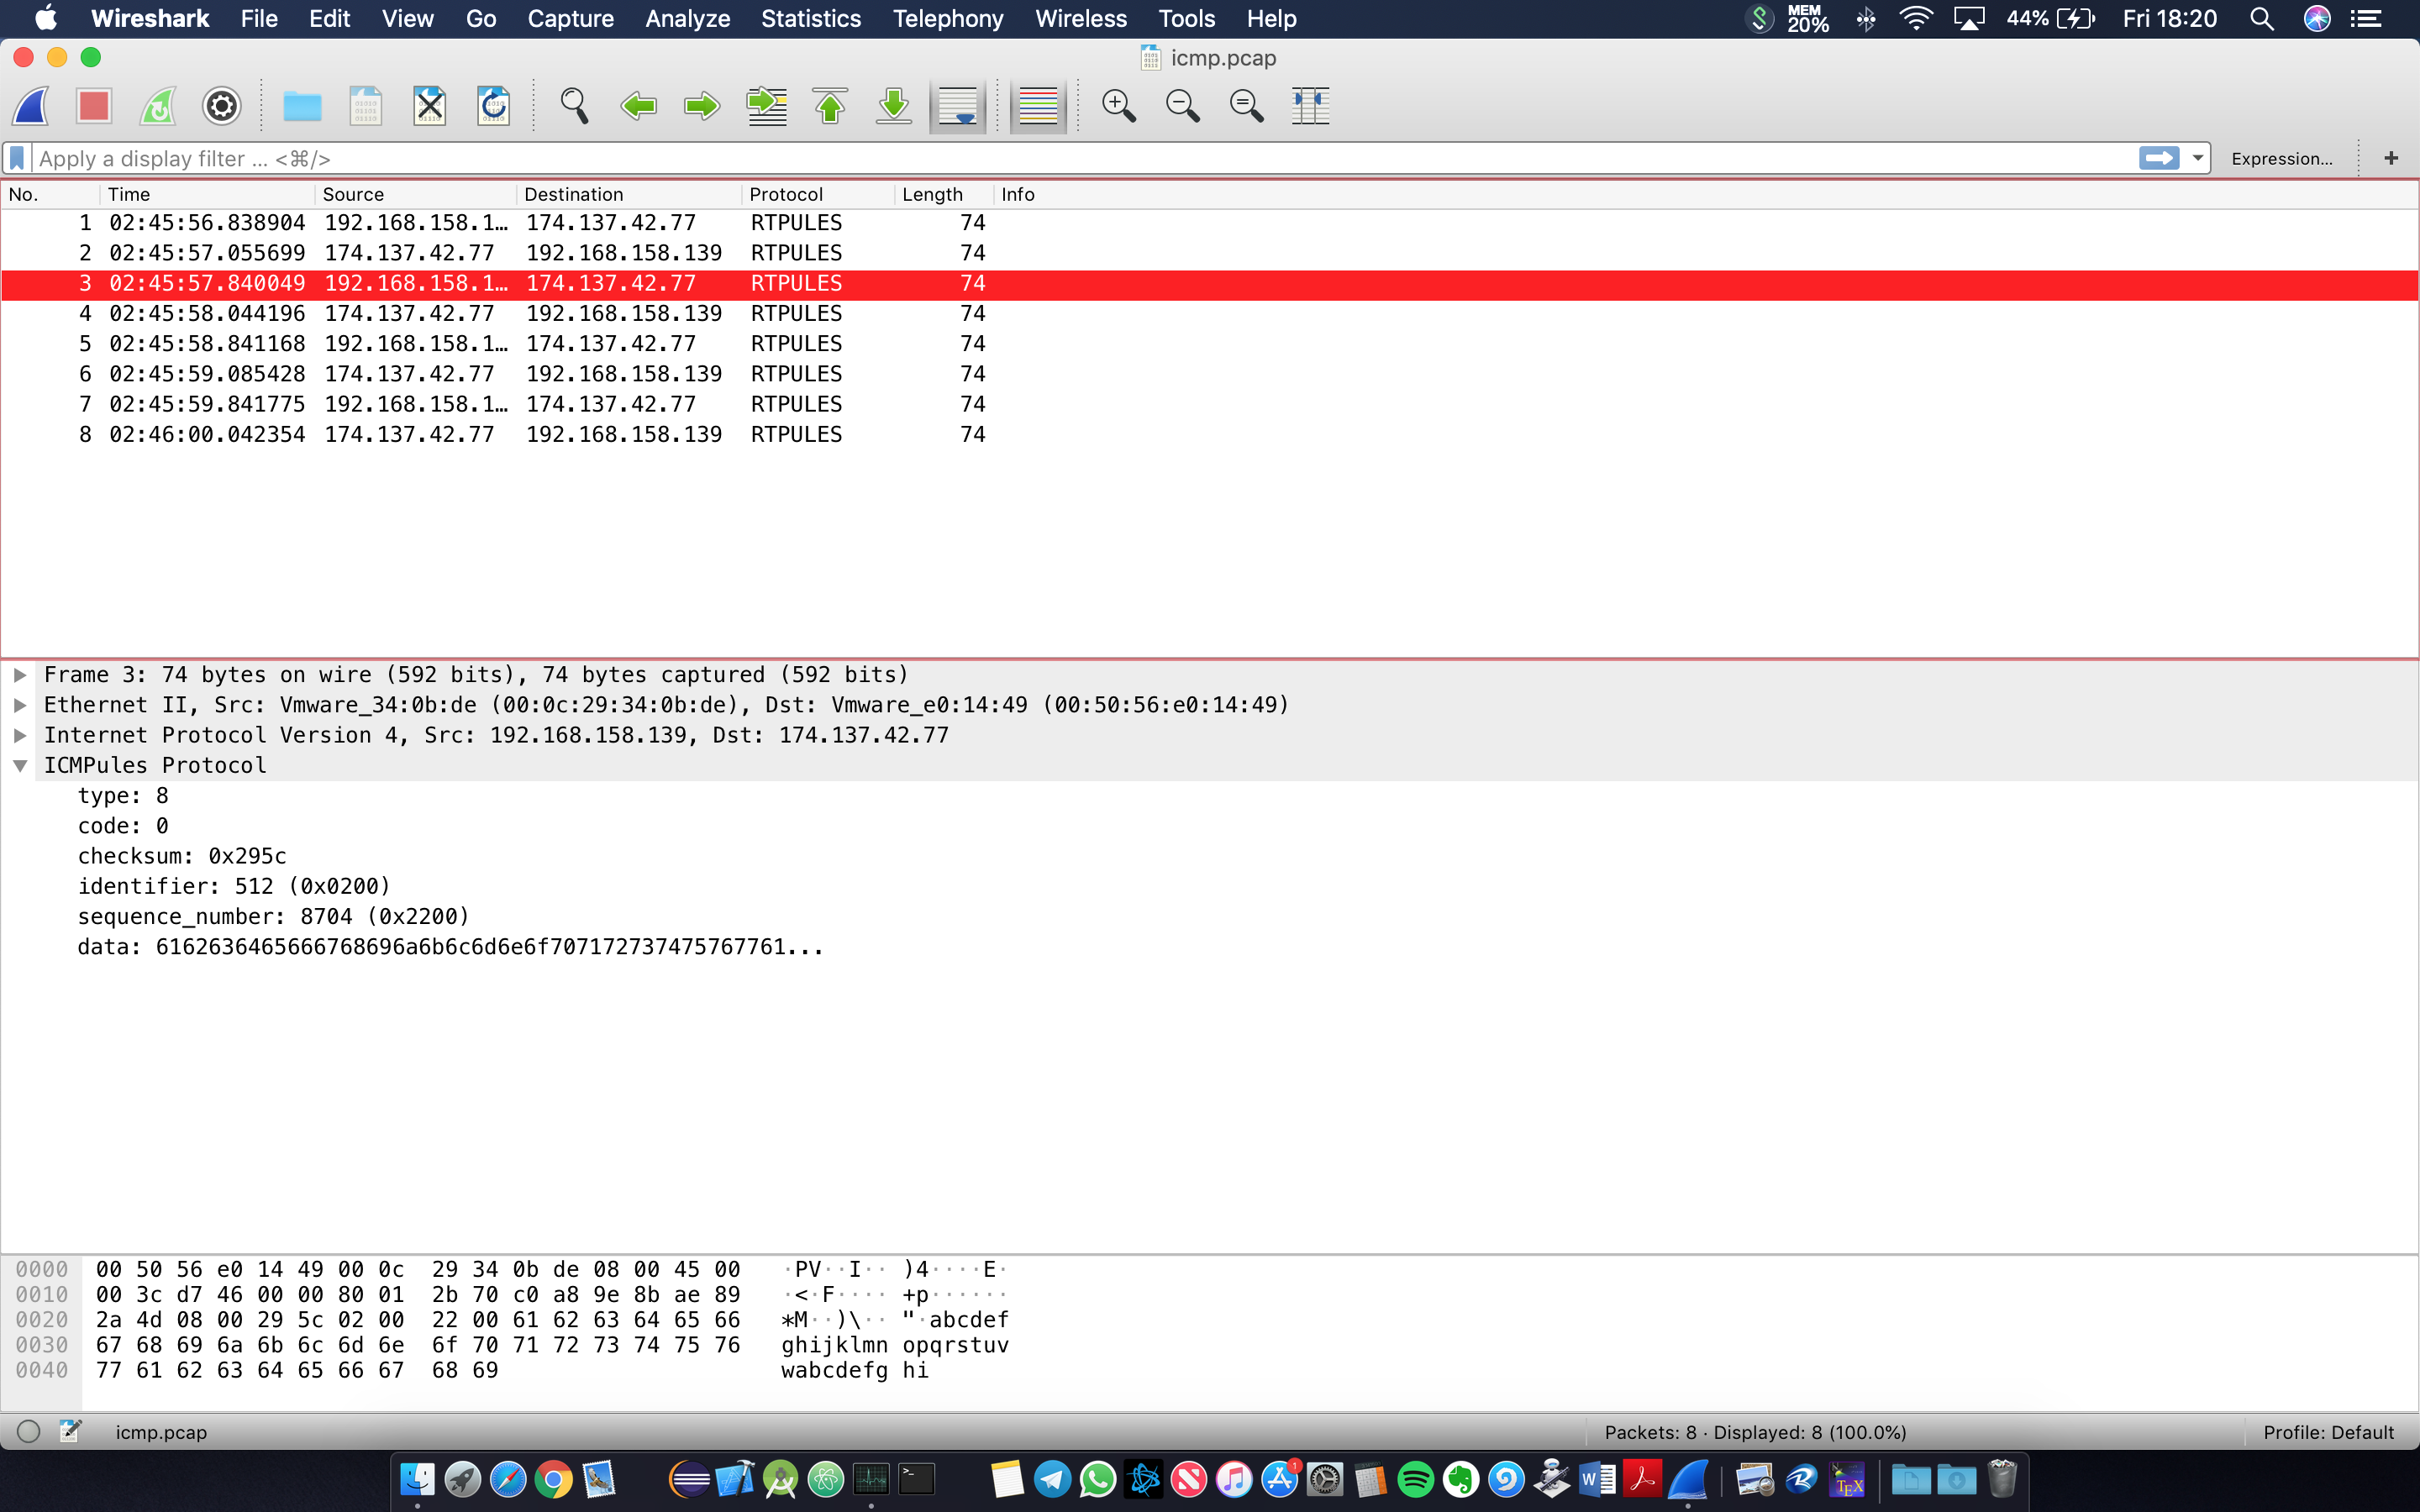 Wireshark File Edit View Go Capture Analyze Statistics Telephony Wireless Tools Help MEM 20% 44% Fri 18:20
icmp.pcap
Apply a display filter ... <⌘/> Expression... +
No. Time Source Destination Protocol Length Info
1 02:45:56.838904 192.168.158.1… 174.137.42.77 RTPULES 74
2 02:45:57.055699 174.137.42.77 192.168.158.139 RTPULES 74
3 02:45:57.840049 192.168.158.1… 174.137.42.77 RTPULES 74
4 02:45:58.044196 174.137.42.77 192.168.158.139 RTPULES 74
5 02:45:58.841168 192.168.158.1… 174.137.42.77 RTPULES 74
6 02:45:59.085428 174.137.42.77 192.168.158.139 RTPULES 74
7 02:45:59.841775 192.168.158.1… 174.137.42.77 RTPULES 74
8 02:46:00.042354 174.137.42.77 192.168.158.139 RTPULES 74
Frame 3: 74 bytes on wire (592 bits), 74 bytes captured (592 bits)
Ethernet II, Src: Vmware_34:0b:de (00:0c:29:34:0b:de), Dst: Vmware_e0:14:49 (00:50:56:e0:14:49)
Internet Protocol Version 4, Src: 192.168.158.139, Dst: 174.137.42.77
ICMPules Protocol
type: 8
code: 0
checksum: 0x295c
identifier: 512 (0x0200)
sequence_number: 8704 (0x2200)
data: 6162636465666768696a6b6c6d6e6f707172737475767761...
0000 00 50 56 e0 14 49 00 0c 29 34 0b de 08 00 45 00 ·PV··I·· )4····E·
0010 00 3c d7 46 00 00 80 01 2b 70 c0 a8 9e 8b ae 89 ·<·F···· +p······
0020 2a 4d 08 00 29 5c 02 00 22 00 61 62 63 64 65 66 *M··)\·· "·abcdef
0030 67 68 69 6a 6b 6c 6d 6e 6f 70 71 72 73 74 75 76 ghijklmn opqrstuv
0040 77 61 62 63 64 65 66 67 68 69 wabcdefg hi
icmp.pcap Packets: 8 · Displayed: 8 (100.0%) Profile: Default